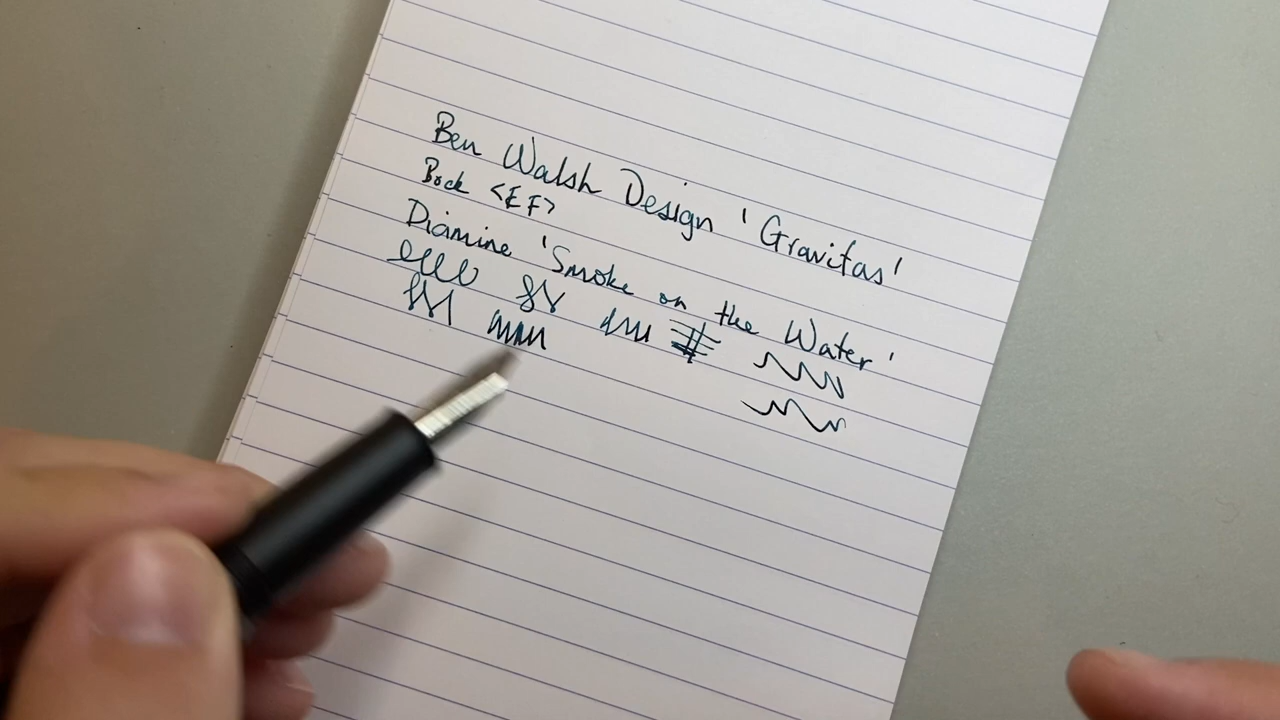 Ben Walsh Design 'Gravitas'
Bock <EF>
Diamine 'Smoke on the Water'